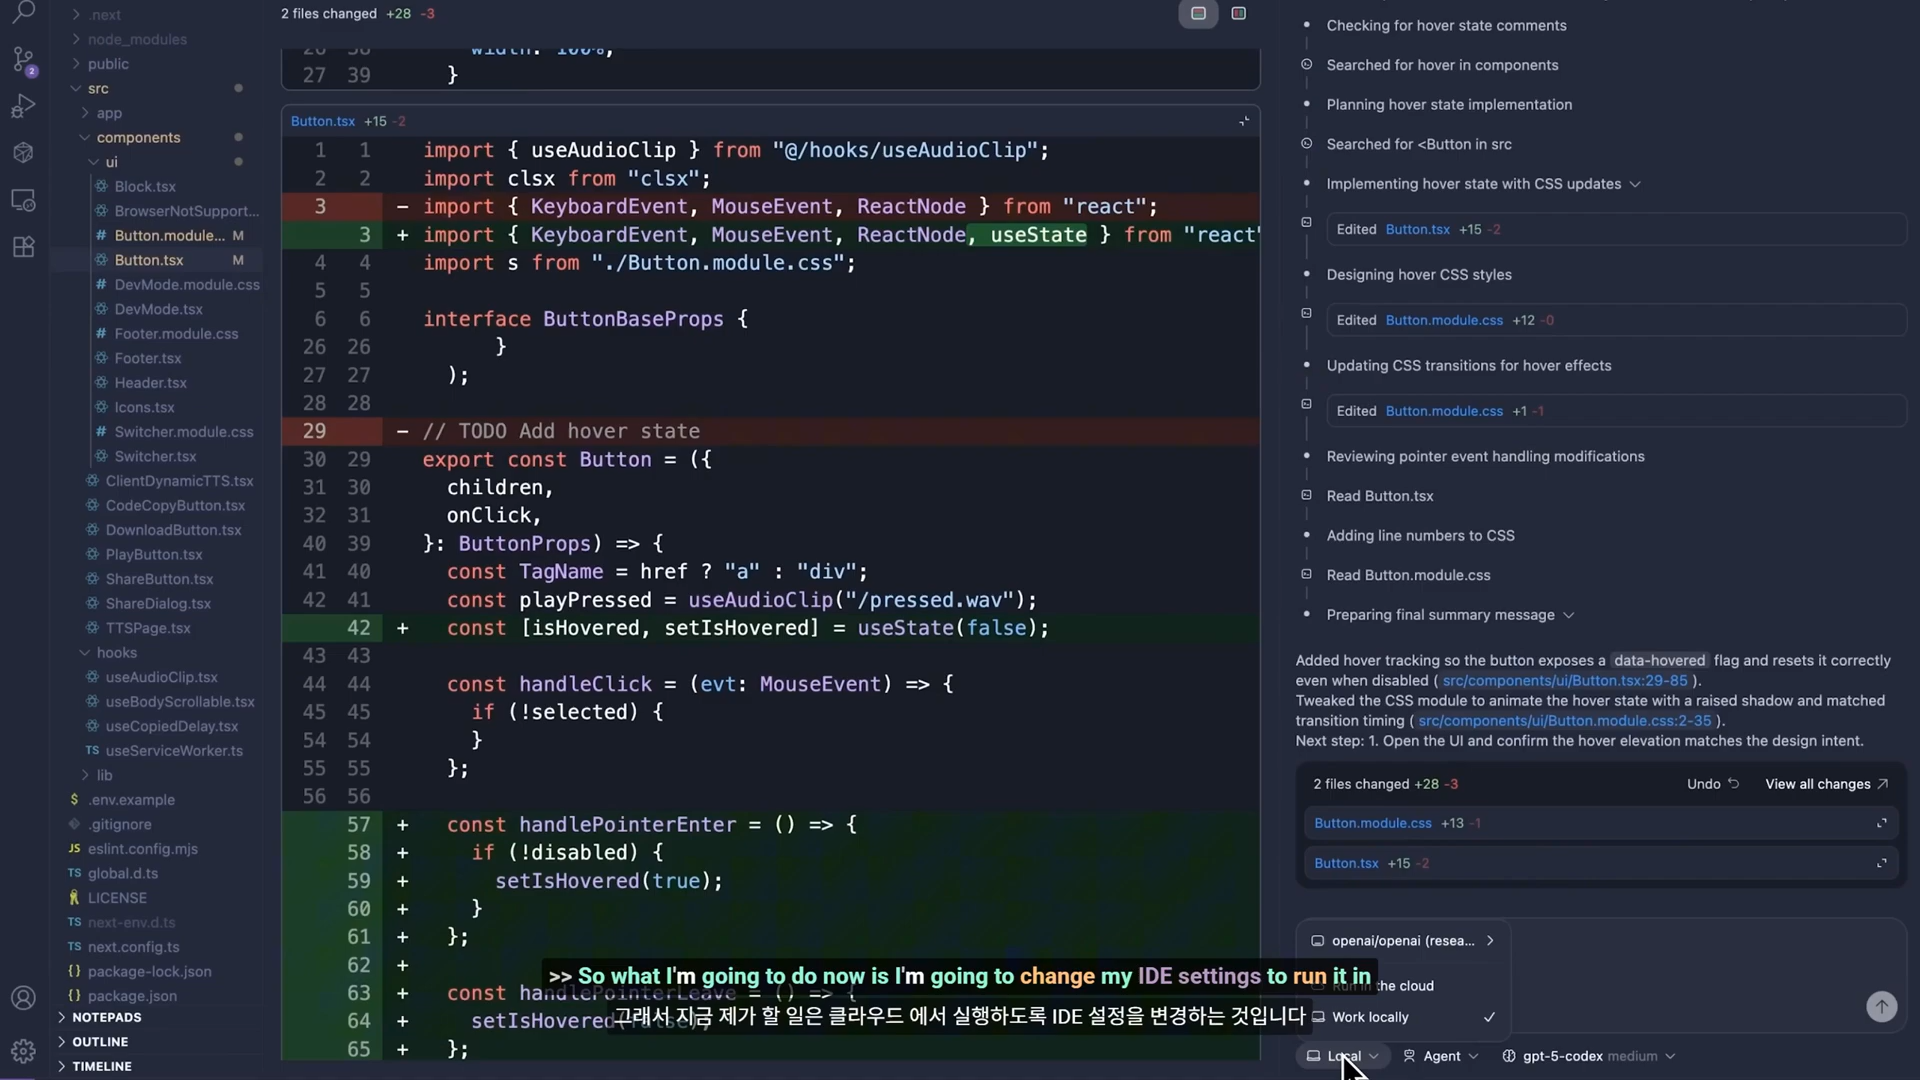 .next
node_modules
public
src
app
components
ui
Block.tsx
BrowserNotSupport...
# Button.module... M
Button.tsx M
# DevMode.module.css
DevMode.tsx
# Footer.module.css
Footer.tsx
Header.tsx
Icons.tsx
# Switcher.module.css
Switcher.tsx
ClientDynamicTTS.tsx
CodeCopyButton.tsx
DownloadButton.tsx
PlayButton.tsx
ShareButton.tsx
ShareDialog.tsx
TTSPage.tsx
hooks
useAudioClip.tsx
useBodyScrollable.tsx
useCopiedDelay.tsx
TS useServiceWorker.ts
lib
$ .env.example
.gitignore
JS eslint.config.mjs
TS global.d.ts
LICENSE
TS next-env.d.ts
TS next.config.ts
package-lock.json
package.json
NOTEPADS
OUTLINE
TIMELINE
2
2 files changed +28 -3
26 38 width: 100%;
27 39 }
Button.tsx +15 -2
1 1 import { useAudioClip } from "@/hooks/useAudioClip";
2 2 import clsx from "clsx";
3 - import { KeyboardEvent, MouseEvent, ReactNode } from "react";
3 + import { KeyboardEvent, MouseEvent, ReactNode, useState } from "react"
4 4 import s from "./Button.module.css";
5 5
6 6 interface ButtonBaseProps {
26 26 }
27 27 );
28 28
29 - // TODO Add hover state
30 29 export const Button = ({
31 30 children,
32 31 onClick,
40 39 }: ButtonProps) => {
41 40 const TagName = href ? "a" : "div";
42 41 const playPressed = useAudioClip("/pressed.wav");
42 + const [isHovered, setIsHovered] = useState(false);
43 43
44 44 const handleClick = (evt: MouseEvent) => {
45 45 if (!selected) {
54 54 }
55 55 };
56 56
57 + const handlePointerEnter = () => {
58 + if (!disabled) {
59 + setIsHovered(true);
60 + }
61 + };
62 +
63 + const handlePointerLeave = () => {
64 + setIsHovered(false);
65 + };
>> So what I'm going to do now is I'm going to change my IDE settings to run it in
그래서 지금 제가 할 일은 클라우드 에서 실행하도록 IDE 설정을 변경하는 것입니다
Checking for hover state comments
Searched for hover in components
Planning hover state implementation
Searched for <Button in src
Implementing hover state with CSS updates
Edited Button.tsx +15 -2
Designing hover CSS styles
Edited Button.module.css +12 -0
Updating CSS transitions for hover effects
Edited Button.module.css +1 -1
Reviewing pointer event handling modifications
Read Button.tsx
Adding line numbers to CSS
Read Button.module.css
Preparing final summary message
Added hover tracking so the button exposes a data-hovered flag and resets it correctly
even when disabled ( src/components/ui/Button.tsx:29-85 ).
Tweaked the CSS module to animate the hover state with a raised shadow and matched
transition timing ( src/components/ui/Button.module.css:2-35 ).
Next step: 1. Open the UI and confirm the hover elevation matches the design intent.
2 files changed +28 -3 Undo View all changes
Button.module.css +13 -1
Button.tsx +15 -2
openai/openai (resea...
Run in the cloud
Work locally
Local Agent gpt-5-codex medium